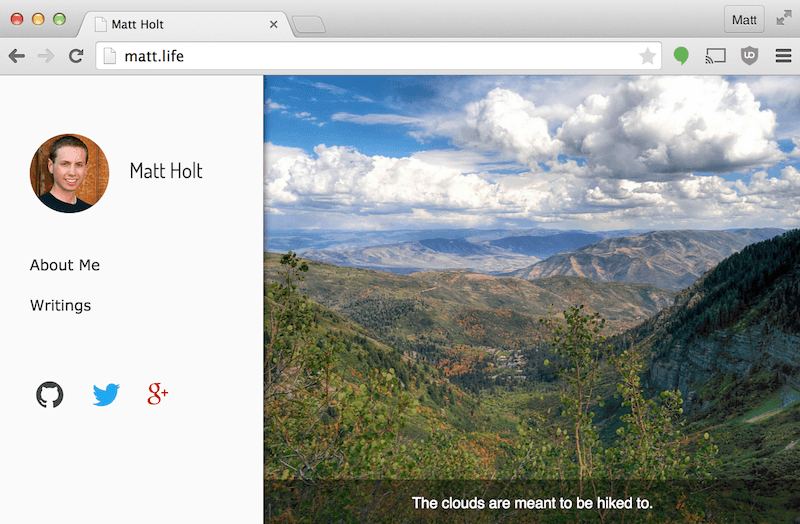 Matt Holt
Matt
matt.life
Matt Holt
About Me
Writings
g+
The clouds are meant to be hiked to.